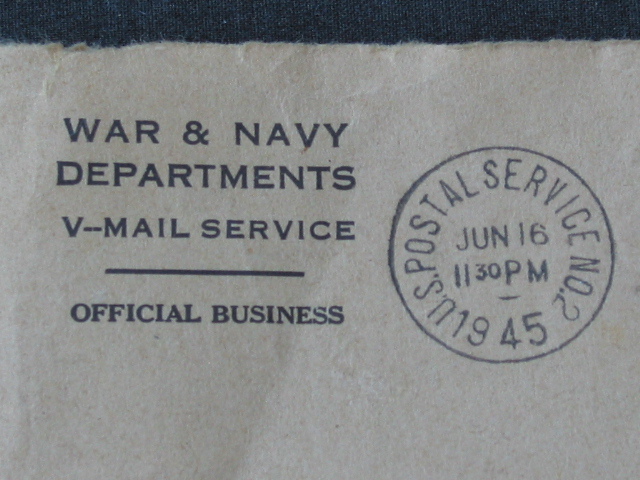 WAR & NAVY
DEPARTMENTS
V--MAIL SERVICE
OFFICIAL BUSINESS
U.S. POSTAL SERVICE NO. 2
JUN 16
11 30 PM
1945